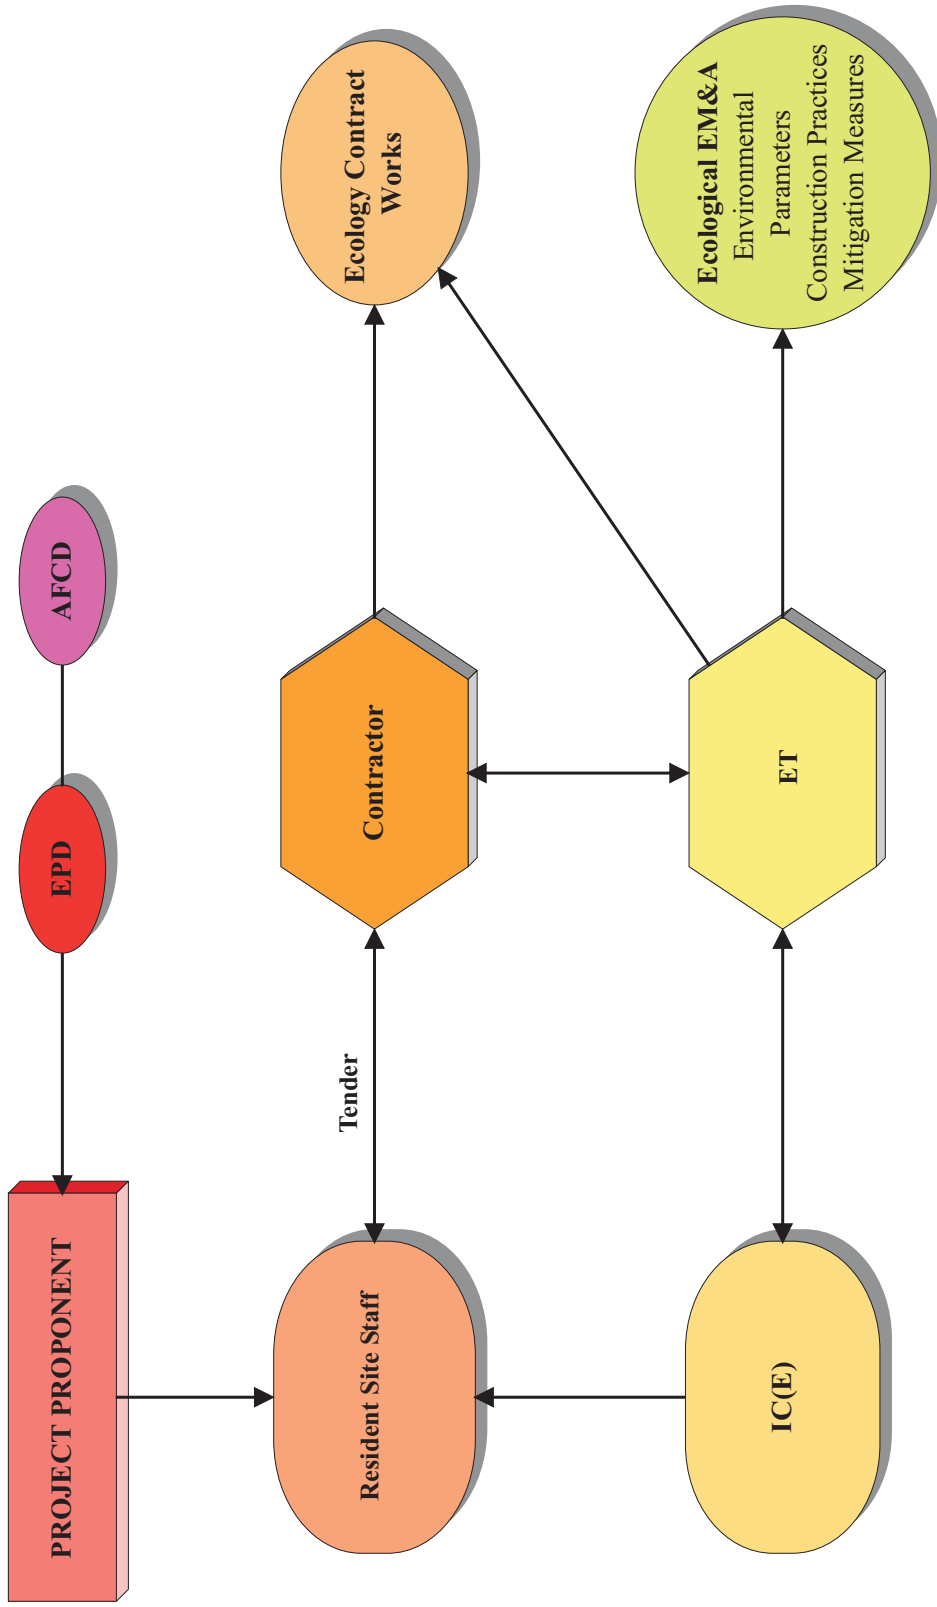 PROJECT PROPONENT
EPD
AFCD
Resident Site Staff
Tender
Contractor
Ecology Contract
Works
IC(E)
ET
Ecological EM&A
Environmental
Parameters
Construction Practices
Mitigation Measures